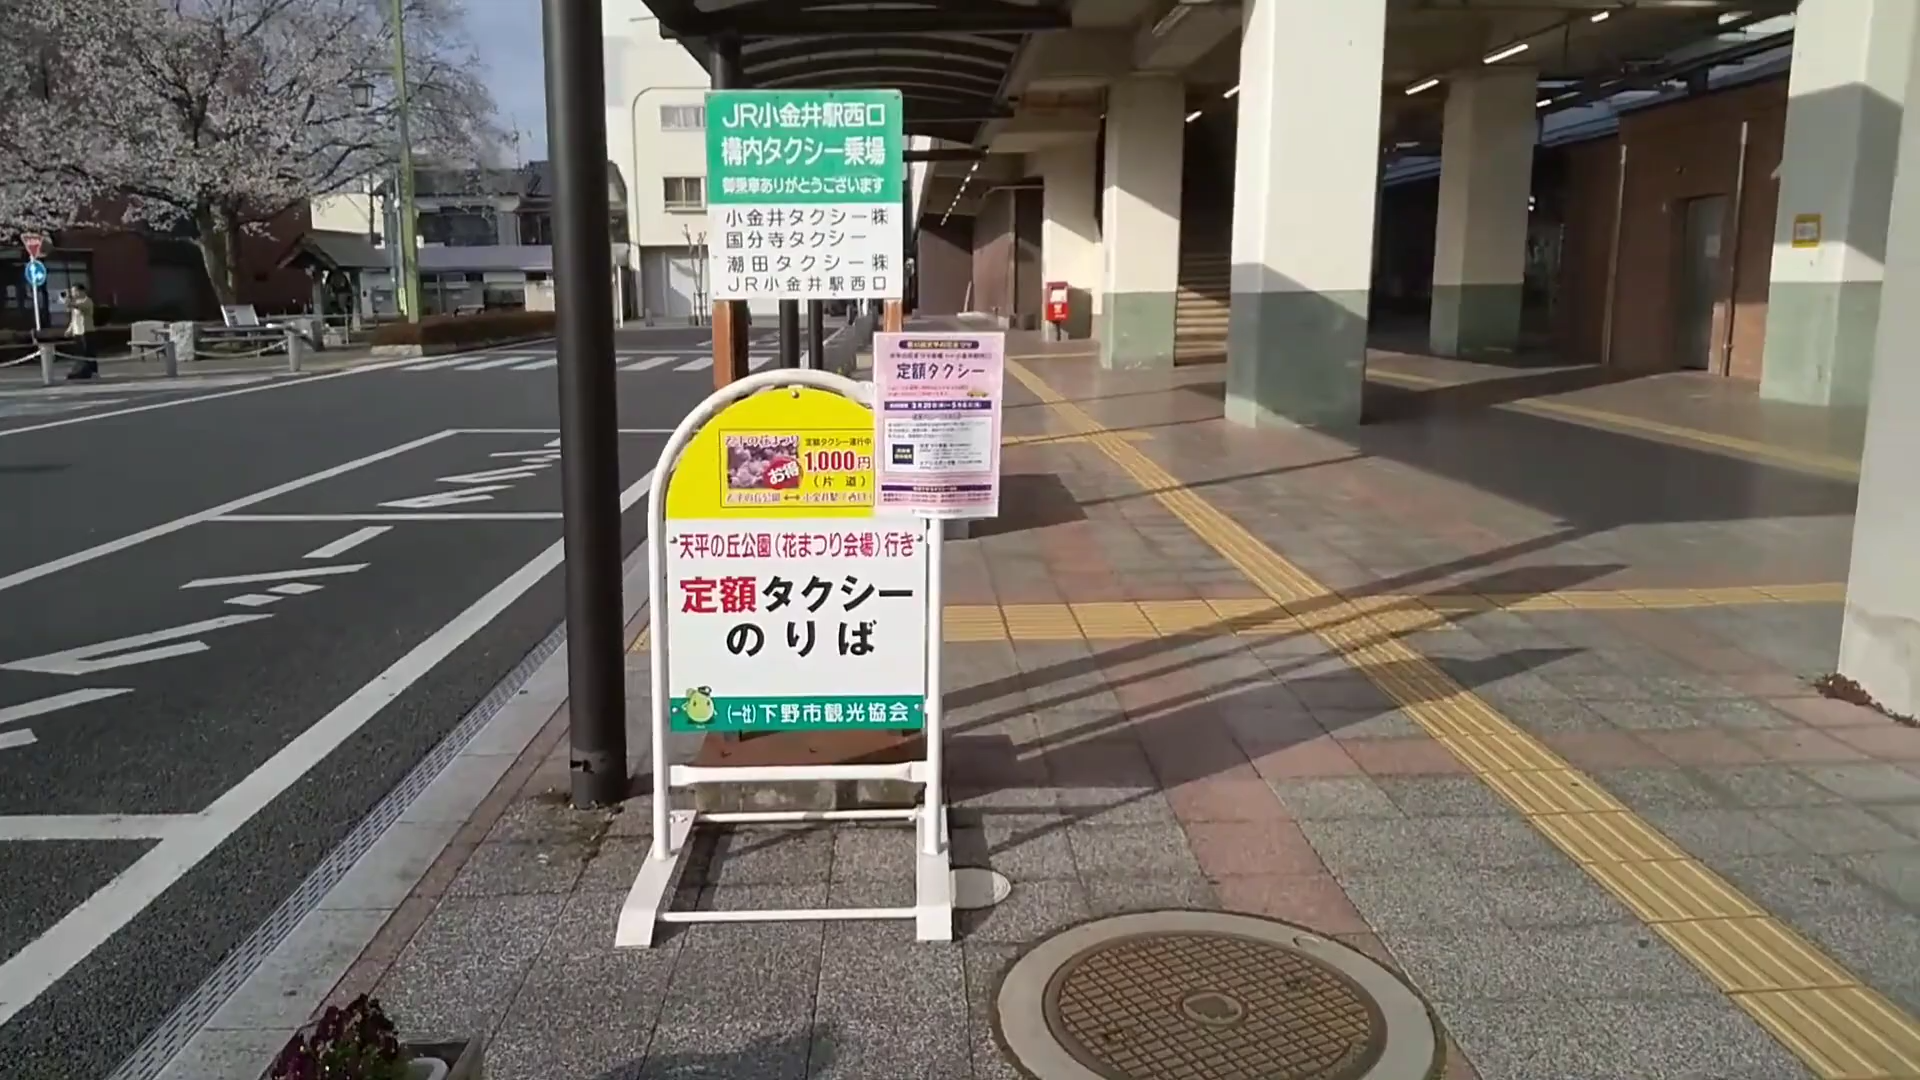 JR小金井駅西口
構内タクシー乗場
御乗車ありがとうございます
小金井タクシー㈱
国分寺タクシー
潮田タクシー㈱
JR小金井駅西口
定額タクシー
天平の花まつり
定額タクシー運行中
お得
1,000円
(片道)
天平の丘公園⟷小金井駅(西口)
天平の丘公園(花まつり会場)行き
定額タクシー
のりば
(一社)下野市観光協会